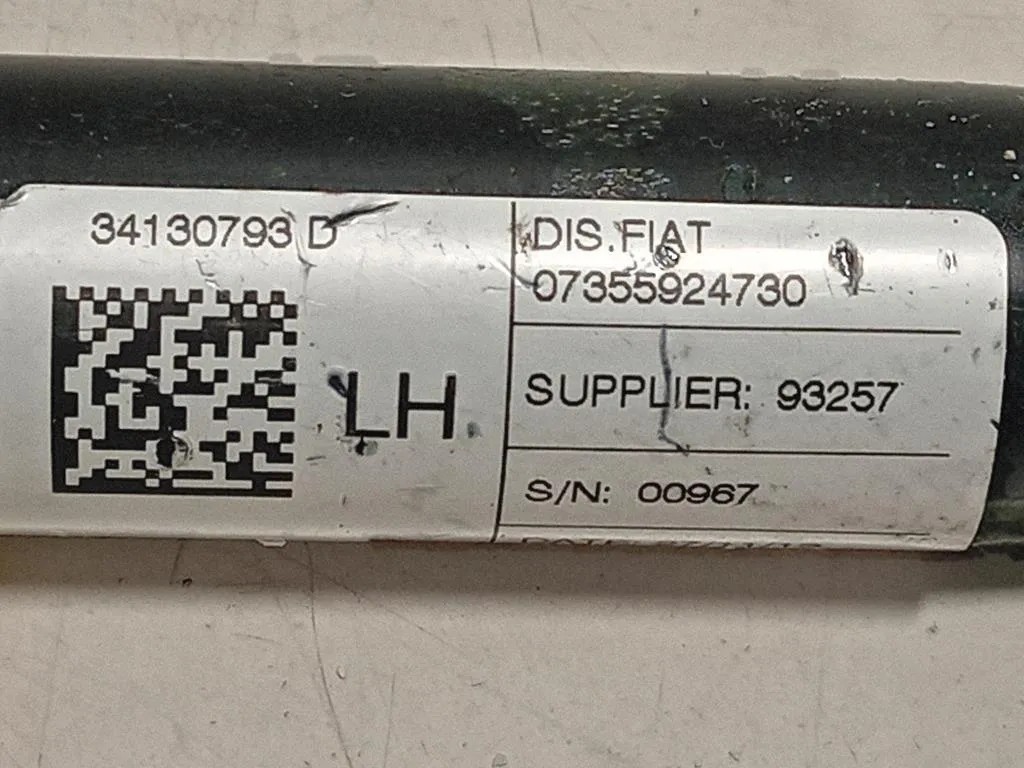 34130793 D
LH
DIS.FIAT
07355924730
SUPPLIER: 93257
S/N: 00967